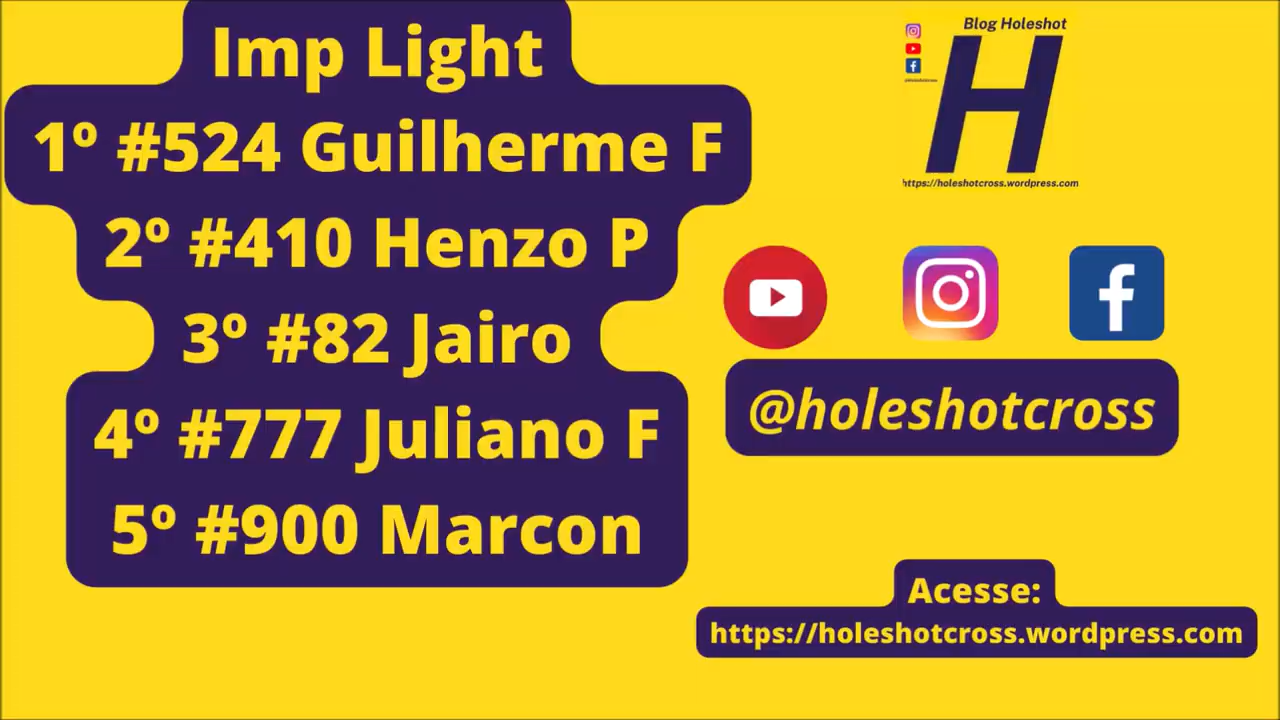 Imp Light
1º #524 Guilherme F
2º #410 Henzo P
3º #82 Jairo
4º #777 Juliano F
5º #900 Marcon
Blog Holeshot
H
https://holeshotcross.wordpress.com
@holeshotcross
Acesse:
https://holeshotcross.wordpress.com